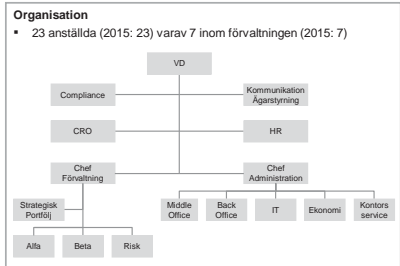 Organisation
▪ 23 anställda (2015: 23) varav 7 inom förvaltningen (2015: 7)
VD
Compliance
Kommunikation
Ägarstyrning
CRO
HR
Chef
Förvaltning
Chef
Administration
Strategisk
Portfölj
Middle
Office
Back
Office
IT
Ekonomi
Kontors
service
Alfa
Beta
Risk